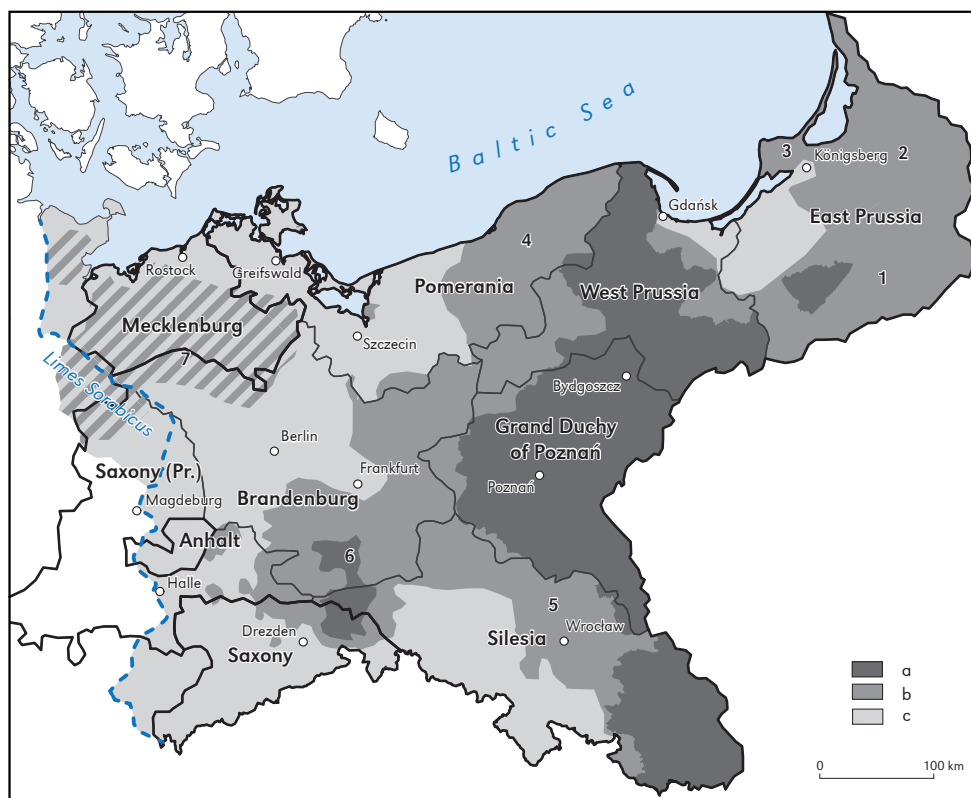 Baltic Sea
3
Königsberg
2
Gdańsk
East Prussia
4
Rostock
Greifswald
Pomerania
West Prussia
1
Mecklenburg
Szczecin
7
Limes Sorabicus
Bydgoszcz
Grand Duchy
of Poznań
Berlin
Frankfurt
Saxony (Pr.)
Poznań
Magdeburg
Brandenburg
Anhalt
6
Halle
5
Drezden
Wrocław
Silesia
Saxony
a
b
c
0
100 km